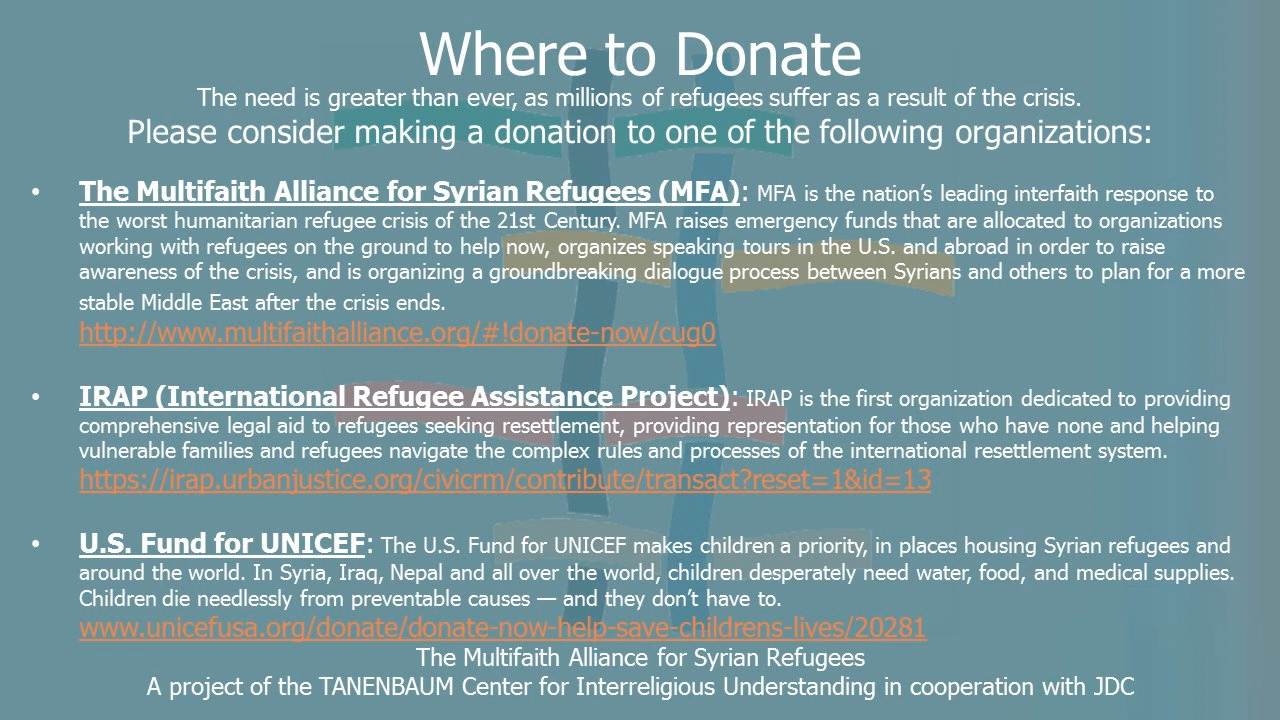 Where to Donate
The need is greater than ever, as millions of refugees suffer as a result of the crisis.
Please consider making a donation to one of the following organizations:
• The Multifaith Alliance for Syrian Refugees (MFA): MFA is the nation’s leading interfaith response to
the worst humanitarian refugee crisis of the 21st Century. MFA raises emergency funds that are allocated to organizations
working with refugees on the ground to help now, organizes speaking tours in the U.S. and abroad in order to raise
awareness of the crisis, and is organizing a groundbreaking dialogue process between Syrians and others to plan for a more
stable Middle East after the crisis ends.
http://www.multifaithalliance.org/#!donate-now/cug0
• IRAP (International Refugee Assistance Project): IRAP is the first organization dedicated to providing
comprehensive legal aid to refugees seeking resettlement, providing representation for those who have none and helping
vulnerable families and refugees navigate the complex rules and processes of the international resettlement system.
https://irap.urbanjustice.org/civicrm/contribute/transact?reset=1&id=13
• U.S. Fund for UNICEF: The U.S. Fund for UNICEF makes children a priority, in places housing Syrian refugees and
around the world. In Syria, Iraq, Nepal and all over the world, children desperately need water, food, and medical supplies.
Children die needlessly from preventable causes — and they don’t have to.
www.unicefusa.org/donate/donate-now-help-save-childrens-lives/20281
The Multifaith Alliance for Syrian Refugees
A project of the TANENBAUM Center for Interreligious Understanding in cooperation with JDC